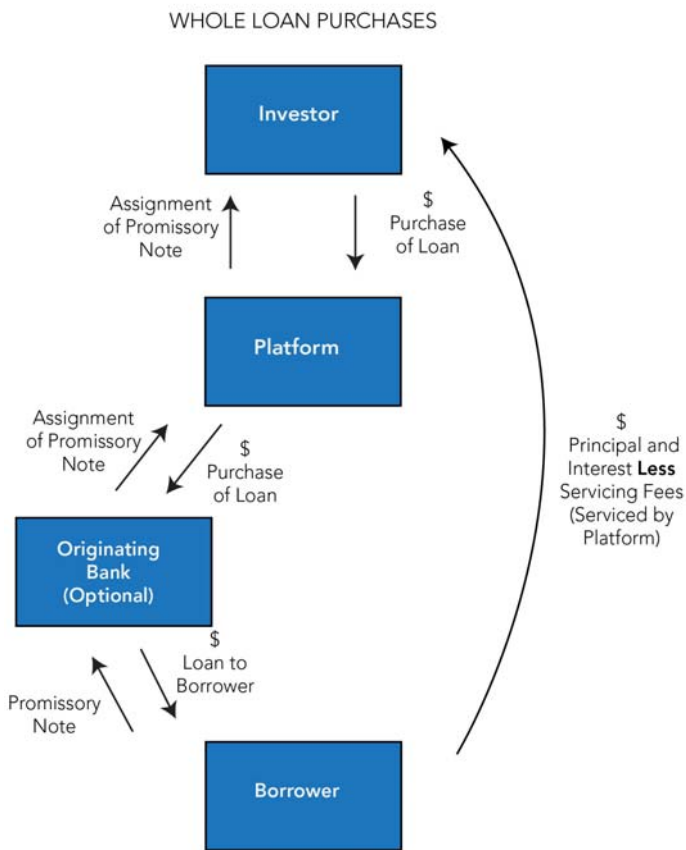 WHOLE LOAN PURCHASES
Investor
Assignment
of Promissory
Note
$
Purchase
of Loan
Platform
Assignment
of Promissory
Note
$
Purchase
of Loan
$
Principal and
Interest Less
Servicing Fees
(Serviced by
Platform)
Originating
Bank
(Optional)
$
Loan to
Borrower
Promissory
Note
Borrower